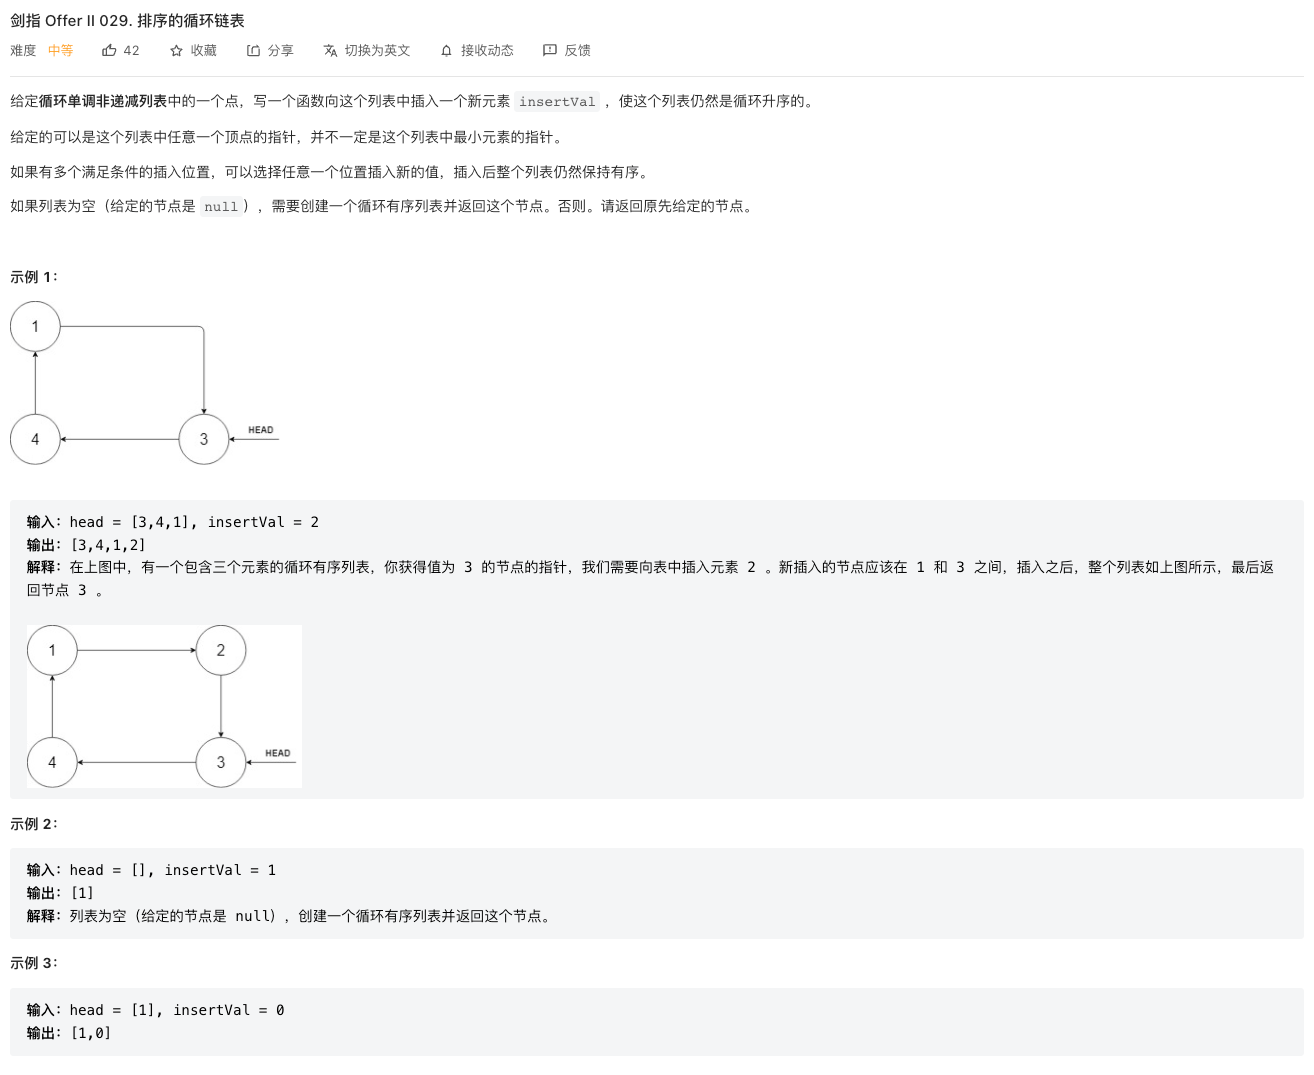 剑指 Offer II 029. 排序的循环链表
难度 中等 42 收藏 分享 切换为英文 接收动态 反馈
给定循环单调非递减列表中的一个点，写一个函数向这个列表中插入一个新元素 insertVal ，使这个列表仍然是循环升序的。
给定的可以是这个列表中任意一个顶点的指针，并不一定是这个列表中最小元素的指针。
如果有多个满足条件的插入位置，可以选择任意一个位置插入新的值，插入后整个列表仍然保持有序。
如果列表为空（给定的节点是 null），需要创建一个循环有序列表并返回这个节点。否则。请返回原先给定的节点。
示例 1：
1
HEAD
4 3
输入：head = [3,4,1], insertVal = 2
输出：[3,4,1,2]
解释：在上图中，有一个包含三个元素的循环有序列表，你获得值为 3 的节点的指针，我们需要向表中插入元素 2 。新插入的节点应该在 1 和 3 之间，插入之后，整个列表如上图所示，最后返
回节点 3 。
1 2
HEAD
4 3
示例 2：
输入：head = [], insertVal = 1
输出：[1]
解释：列表为空（给定的节点是 null），创建一个循环有序列表并返回这个节点。
示例 3：
输入：head = [1], insertVal = 0
输出：[1,0]